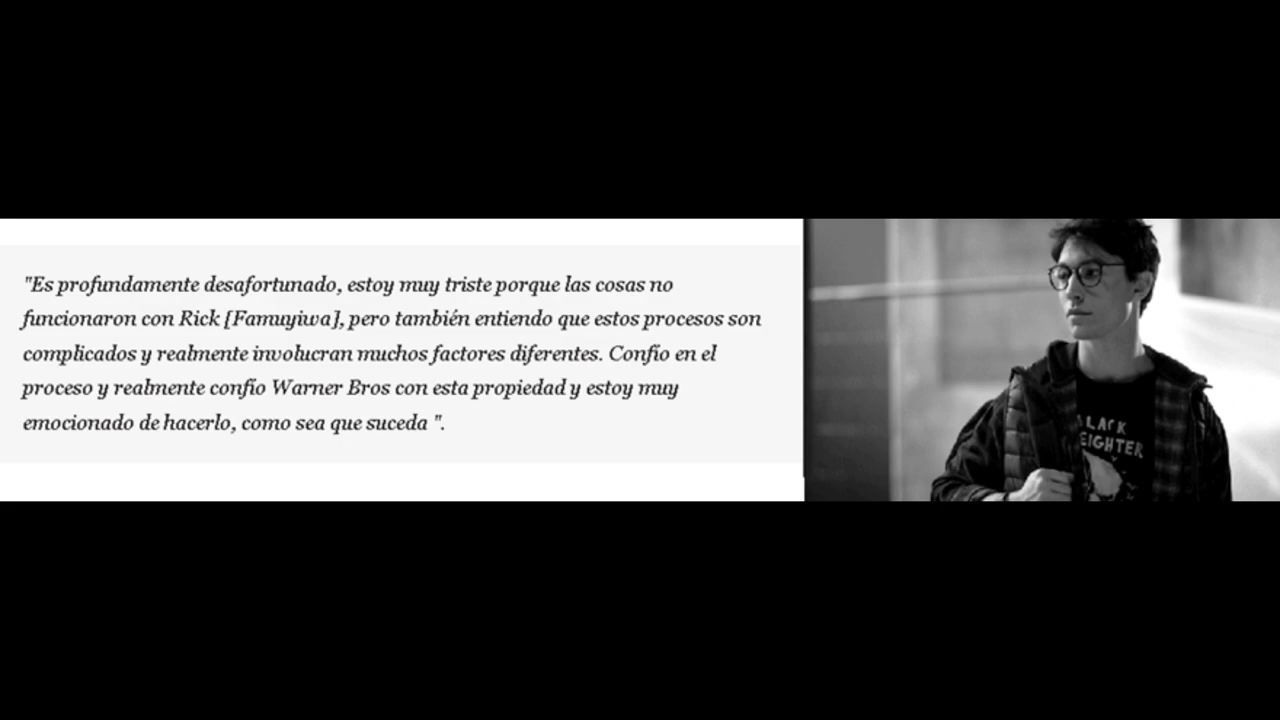 "Es profundamente desafortunado, estoy muy triste porque las cosas no
funcionaron con Rick [Famuyiwa], pero también entiendo que estos procesos son
complicados y realmente involucran muchos factores diferentes. Confío en el
proceso y realmente confío Warner Bros con esta propiedad y estoy muy
emocionado de hacerlo, como sea que suceda ".
BLACK
EIGHTER